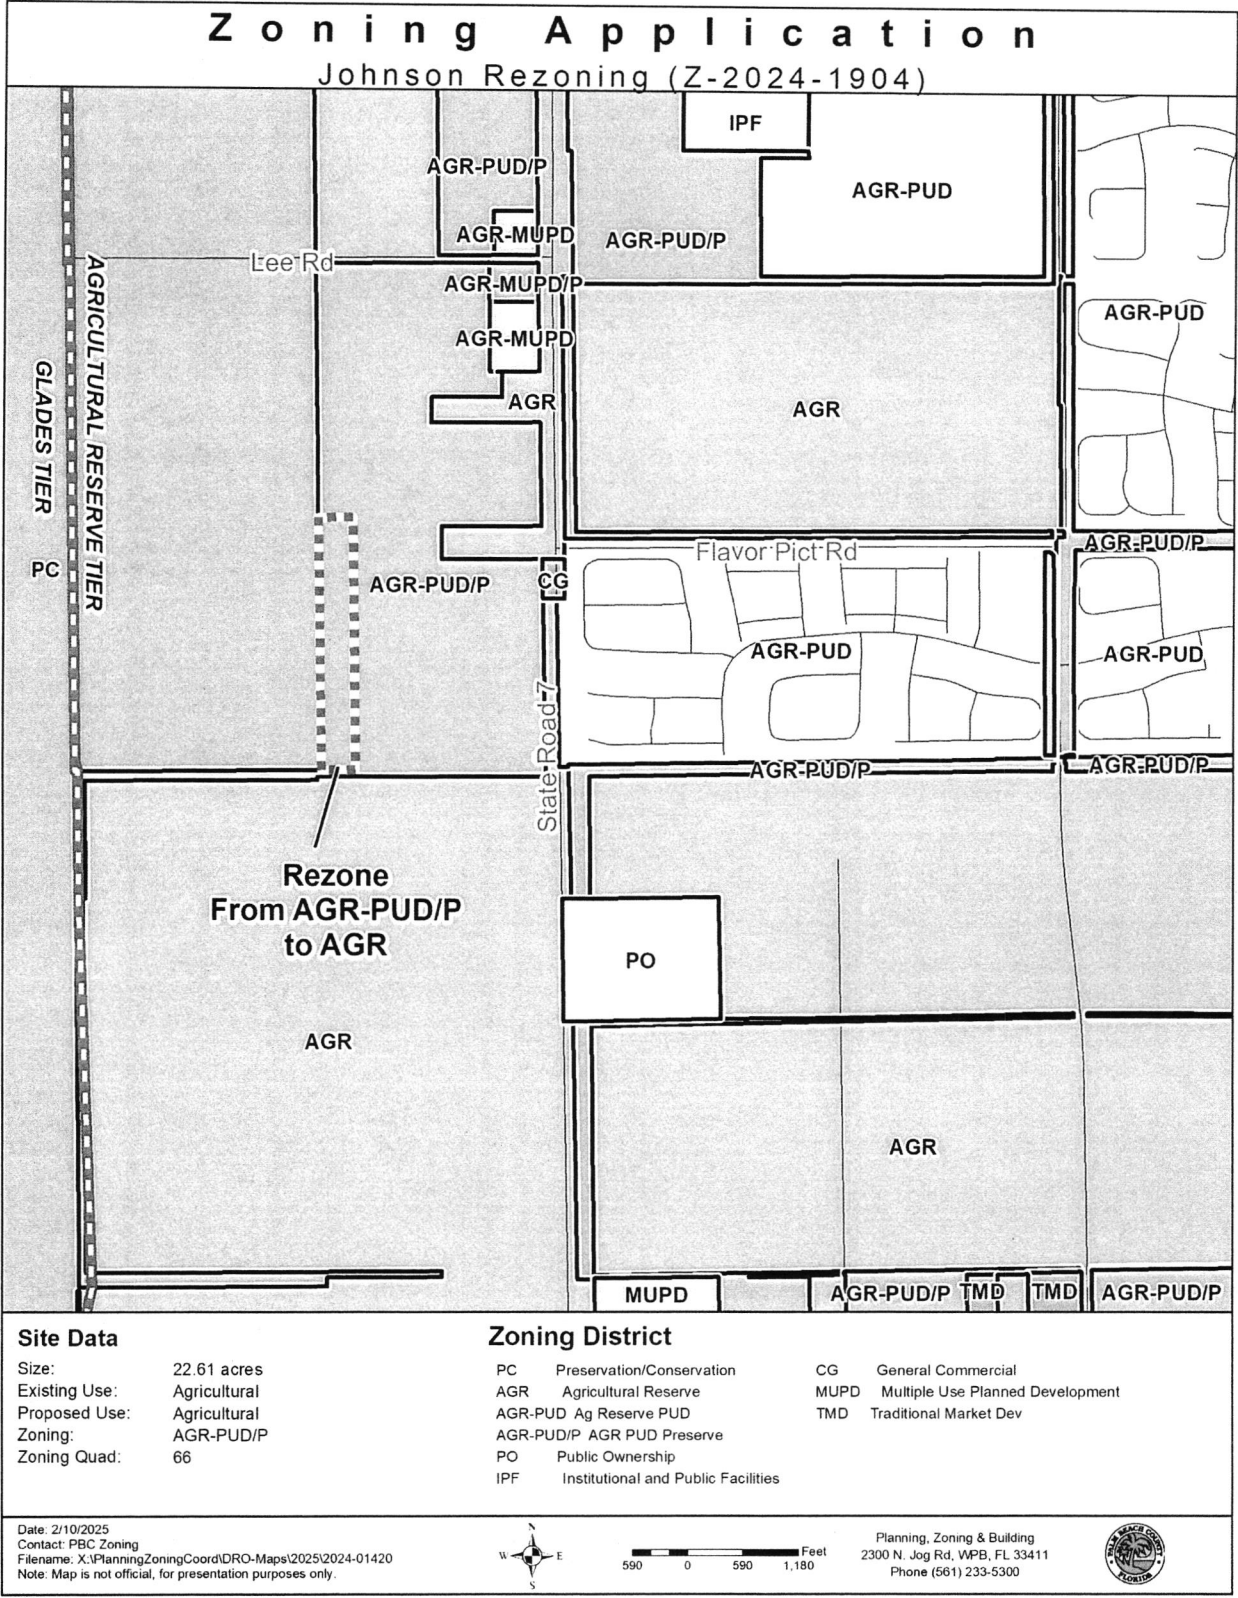 Zoning Application
Johnson Rezoning (Z-2024-1904)
IPF
AGR-PUD/P
AGR-PUD
AGR-MUPD
AGR-PUD/P
Lee Rd
AGR-MUPD/P
AGR-PUD
AGR-MUPD
AGR
AGR
AGRICULTURAL RESERVE TIER
GLADES TIER
PC
Flavor Pict Rd
AGR-PUD/P
AGR-PUD/P
CG
AGR-PUD
AGR-PUD
State Road 7
AGR-PUD/P
AGR-PUD/P
Rezone
From AGR-PUD/P
to AGR
PO
AGR
AGR
MUPD
AGR-PUD/P
TMD
TMD
AGR-PUD/P
Site Data
Size: 22.61 acres
Existing Use: Agricultural
Proposed Use: Agricultural
Zoning: AGR-PUD/P
Zoning Quad: 66
Zoning District
PC Preservation/Conservation
AGR Agricultural Reserve
AGR-PUD Ag Reserve PUD
AGR-PUD/P AGR PUD Preserve
PO Public Ownership
IPF Institutional and Public Facilities
CG General Commercial
MUPD Multiple Use Planned Development
TMD Traditional Market Dev
Date: 2/10/2025
Contact: PBC Zoning
Filename: X:\PlanningZoningCoord\DRO-Maps\2025\2024-01420
Note: Map is not official, for presentation purposes only.
N
W E
S
Feet
590 0 590 1,180
Planning, Zoning & Building
2300 N. Jog Rd, WPB, FL 33411
Phone (561) 233-5300
PALM BEACH COUNTY
FLORIDA